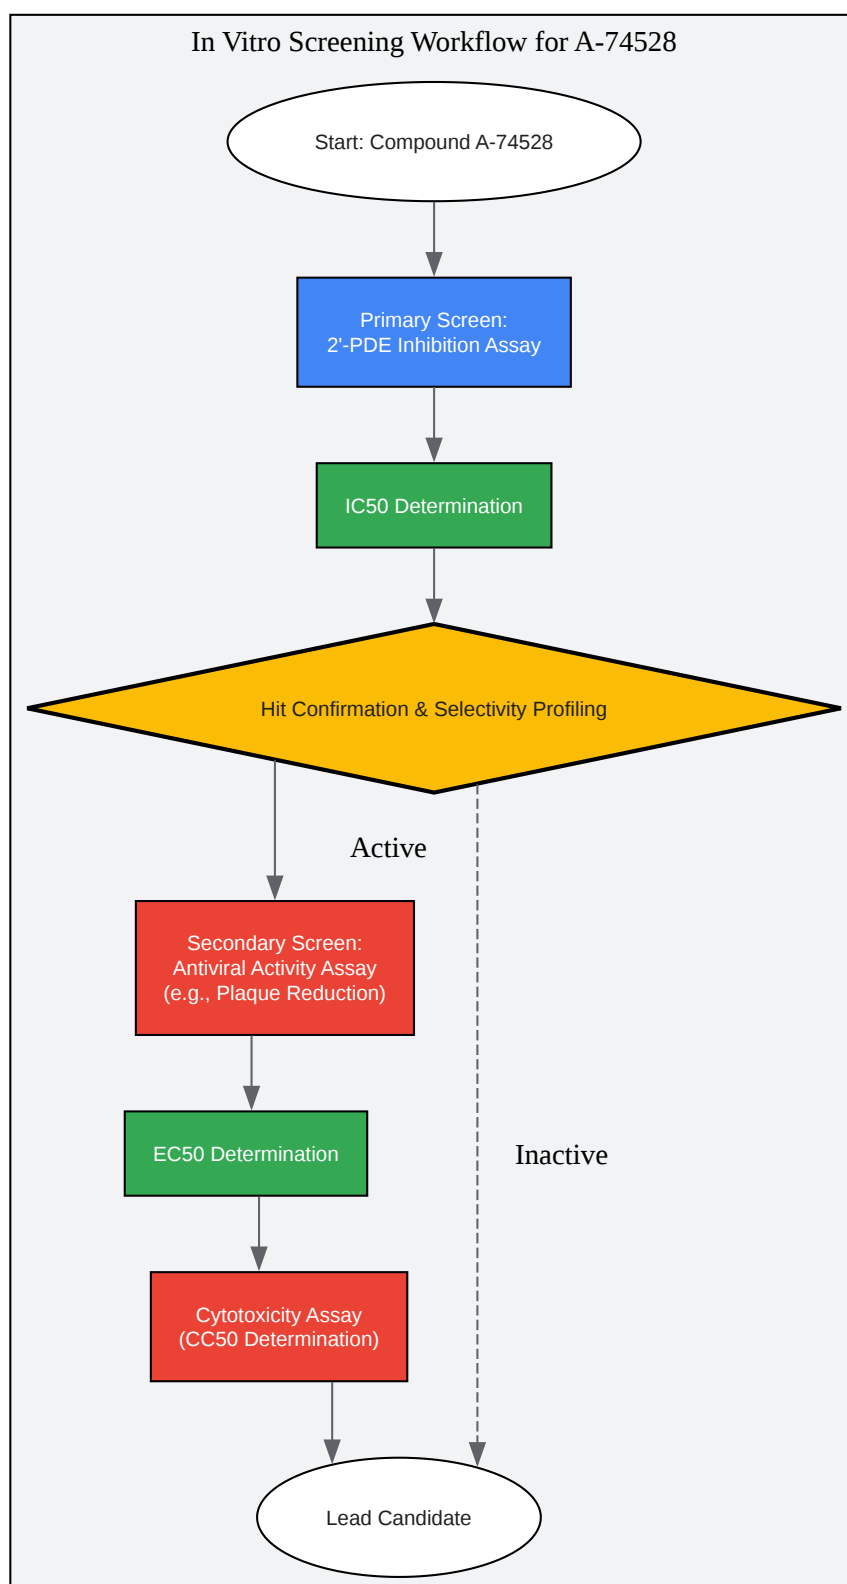 In Vitro Screening Workflow for A-74528
Start: Compound A-74528
Primary Screen:
2'-PDE Inhibition Assay
IC50 Determination
Hit Confirmation & Selectivity Profiling
Active
Secondary Screen:
Antiviral Activity Assay
(e.g., Plaque Reduction)
EC50 Determination
Inactive
Cytotoxicity Assay
(CC50 Determination)
Lead Candidate